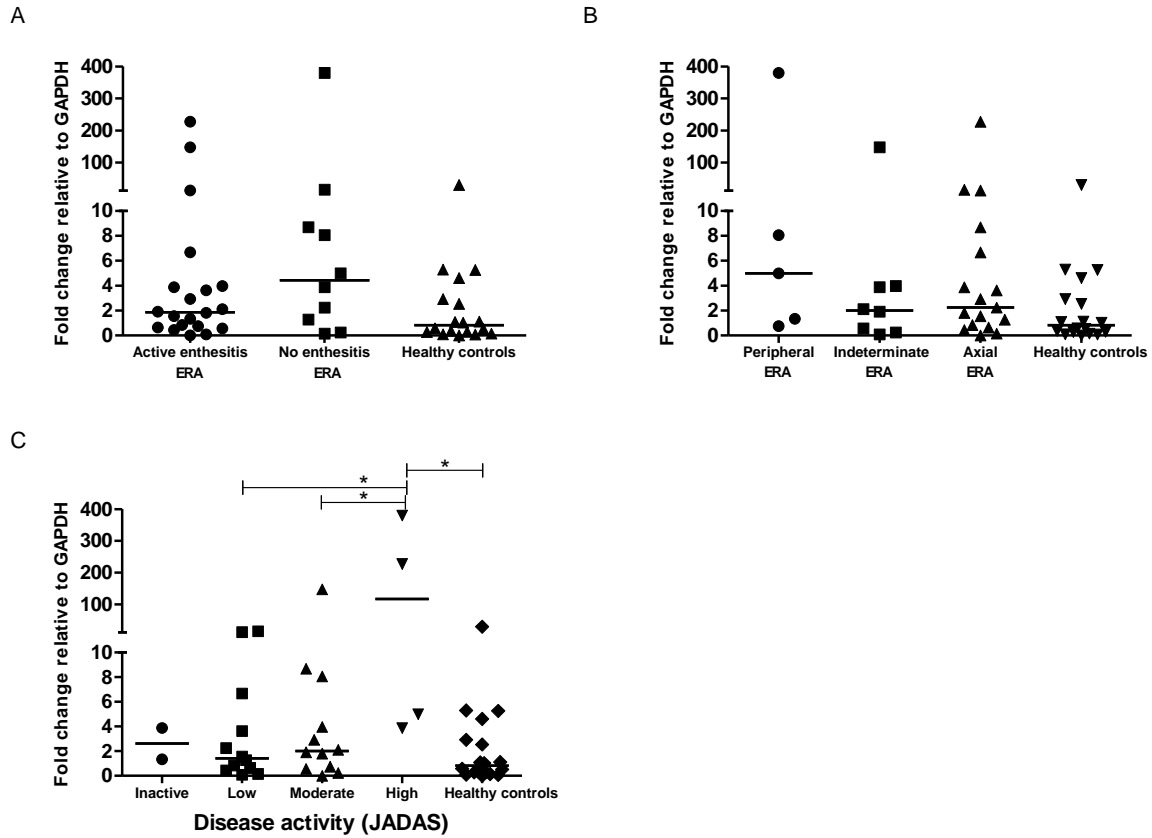 A
Fold change relative to GAPDH
400
300
200
100
10
8
6
4
2
0
Active enthesitis
ERA
No enthesitis
ERA
Healthy controls
B
Fold change relative to GAPDH
400
300
200
100
10
8
6
4
2
0
Peripheral
ERA
Indeterminate
ERA
Axial
ERA
Healthy controls
C
*
*
*
Fold change relative to GAPDH
400
300
200
100
10
8
6
4
2
0
Inactive
Low
Moderate
High
Healthy controls
Disease activity (JADAS)